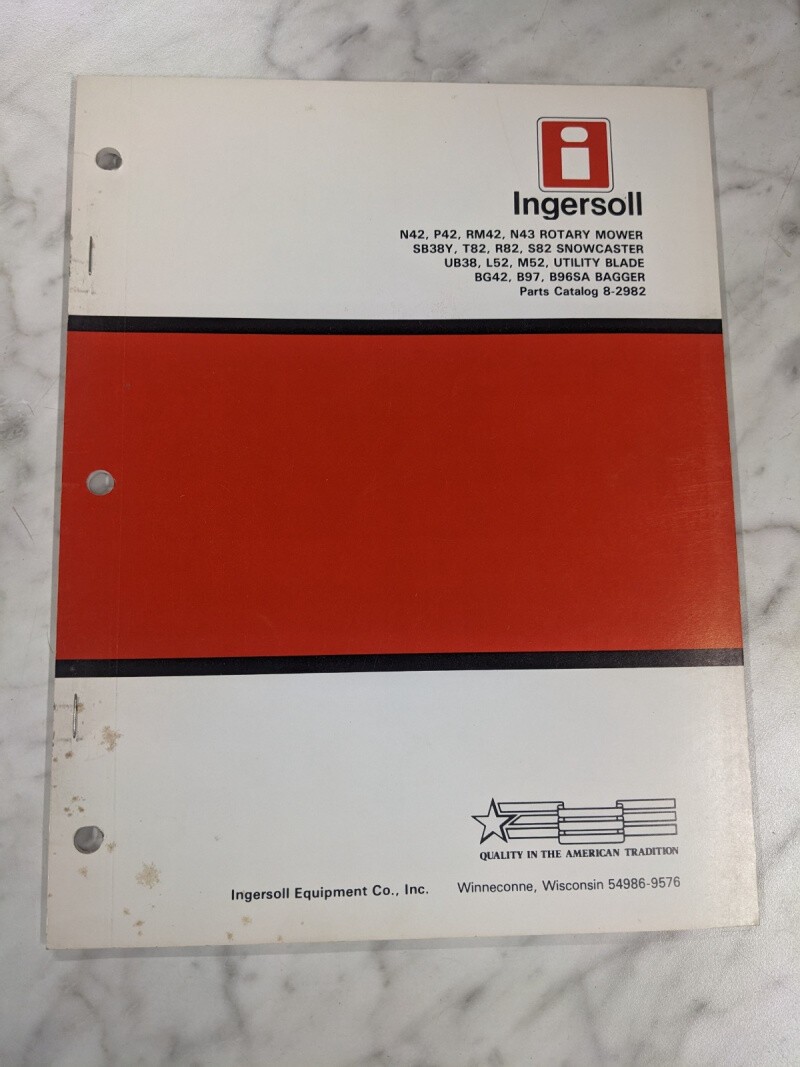 Ingersoll
N42, P42, RM42, N43 ROTARY MOWER
SB38Y, T82, R82, S82 SNOWCASTER
UB38, L52, M52, UTILITY BLADE
BG42, B97, B96SA BAGGER
Parts Catalog 8-2982
QUALITY IN THE AMERICAN TRADITION
Ingersoll Equipment Co., Inc. Winneconne, Wisconsin 54986-9576